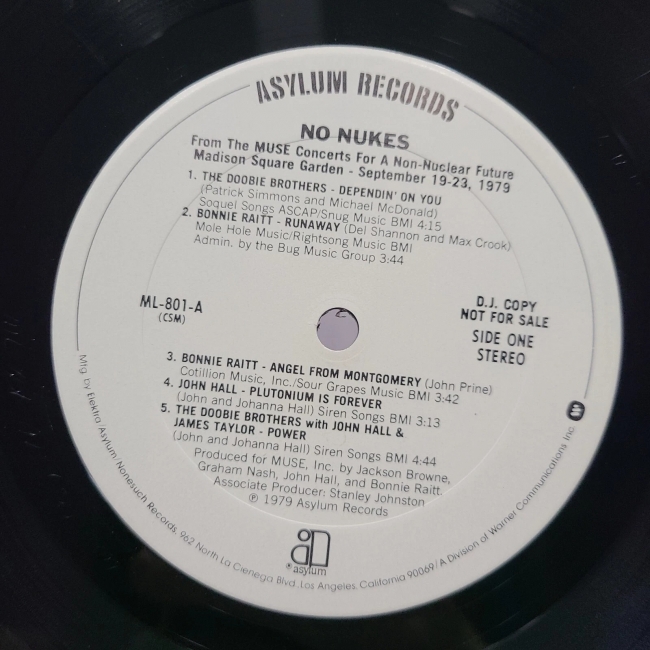 ASYLUM RECORDS
NO NUKES
From The MUSE Concerts For A Non-Nuclear Future
Madison Square Garden - September 19-23, 1979
1. THE DOOBIE BROTHERS - DEPENDIN' ON YOU
(Patrick Simmons and Michael McDonald)
Soquel Songs ASCAP/Snug Music BMI 4:15
2. BONNIE RAITT - RUNAWAY (Del Shannon and Max Crook)
Mole Hole Music/Rightsong Music BMI
Admin. by the Bug Music Group 3:44
ML-801-A
(CSM)
D.J. COPY
NOT FOR SALE
SIDE ONE
STEREO
3. BONNIE RAITT - ANGEL FROM MONTGOMERY (John Prine)
Cotillion Music, Inc./Sour Grapes Music BMI 3:42
4. JOHN HALL - PLUTONIUM IS FOREVER
(John and Johanna Hall) Siren Songs BMI 3:13
5. THE DOOBIE BROTHERS with JOHN HALL &
JAMES TAYLOR - POWER
(John and Johanna Hall) Siren Songs BMI 4:44
Produced for MUSE, Inc. by Jackson Browne,
Graham Nash, John Hall, and Bonnie Raitt.
Associate Producer: Stanley Johnston
℗ 1979 Asylum Records
® asylum
Mfg. by Elektra/Asylum/Nonesuch Records, 962 North La Cienega Blvd., Los Angeles, California 90069/A Division of Warner Communications Inc.